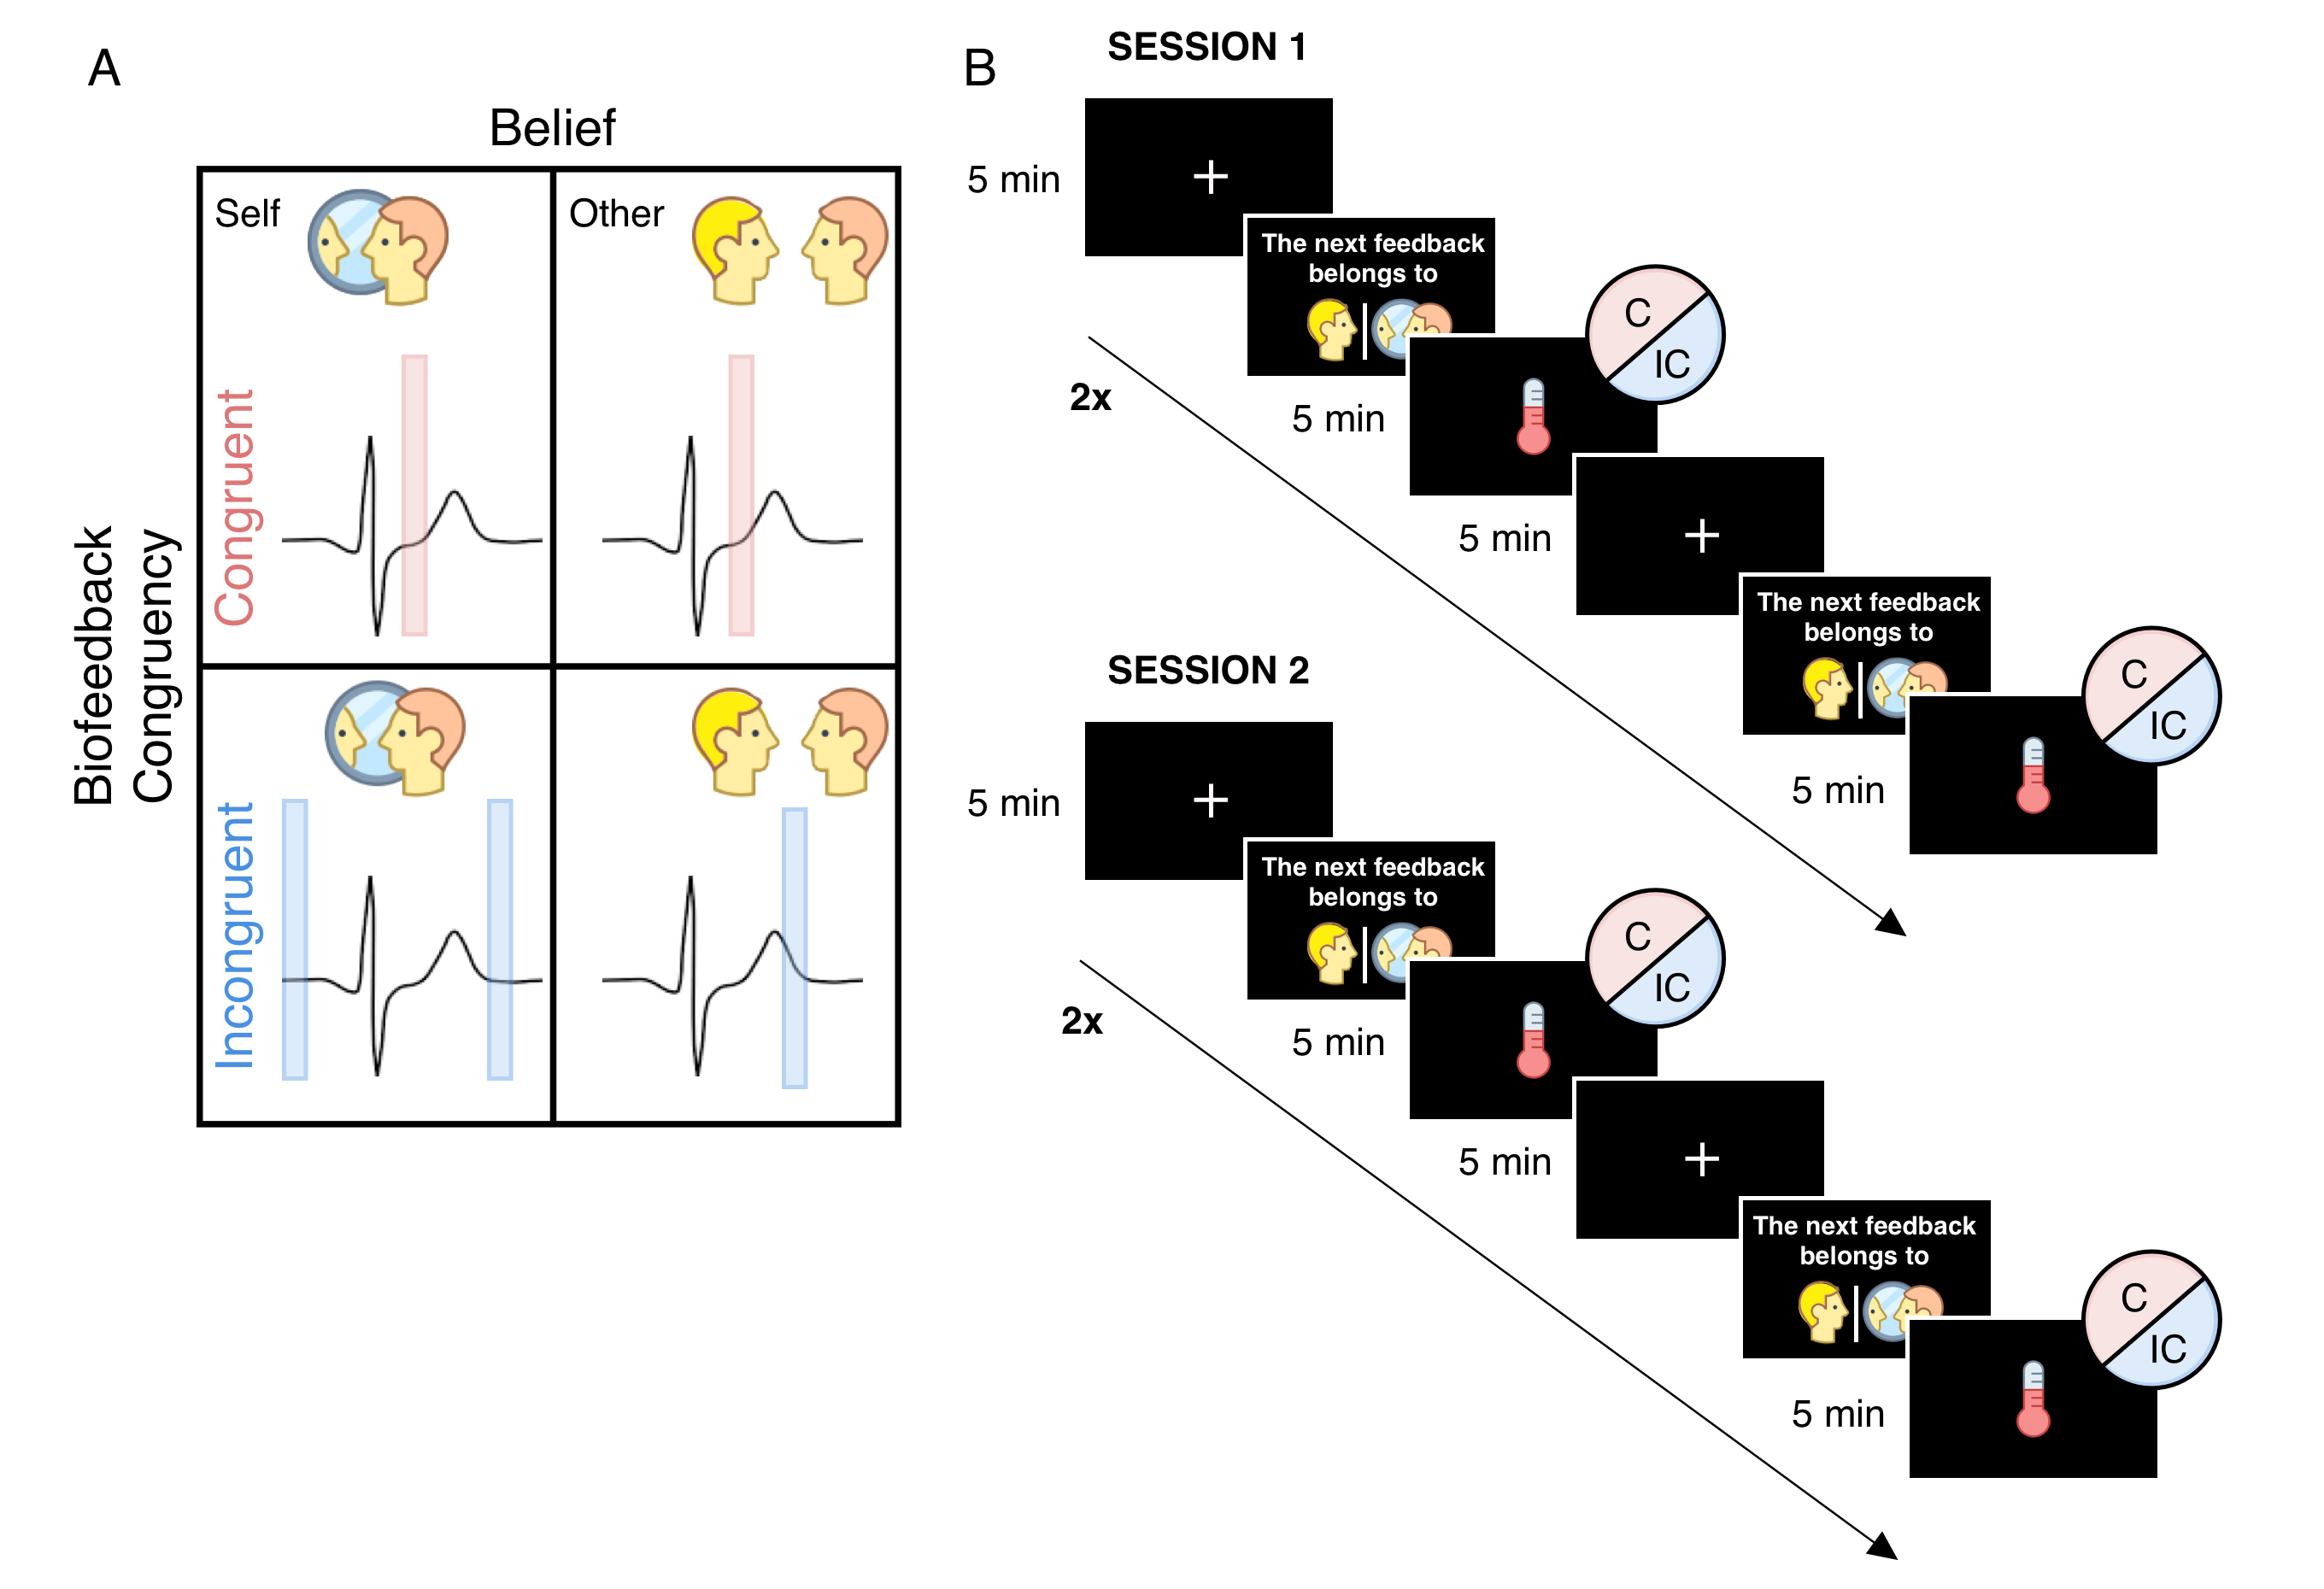 A
Belief
Self
Other
Biofeedback
Congruency
Congruent
Incongruent
B
SESSION 1
5 min
The next feedback
belongs to
C
IC
2x
5 min
5 min
The next feedback
belongs to
C
IC
5 min
SESSION 2
5 min
The next feedback
belongs to
C
IC
2x
5 min
5 min
The next feedback
belongs to
C
IC
5 min